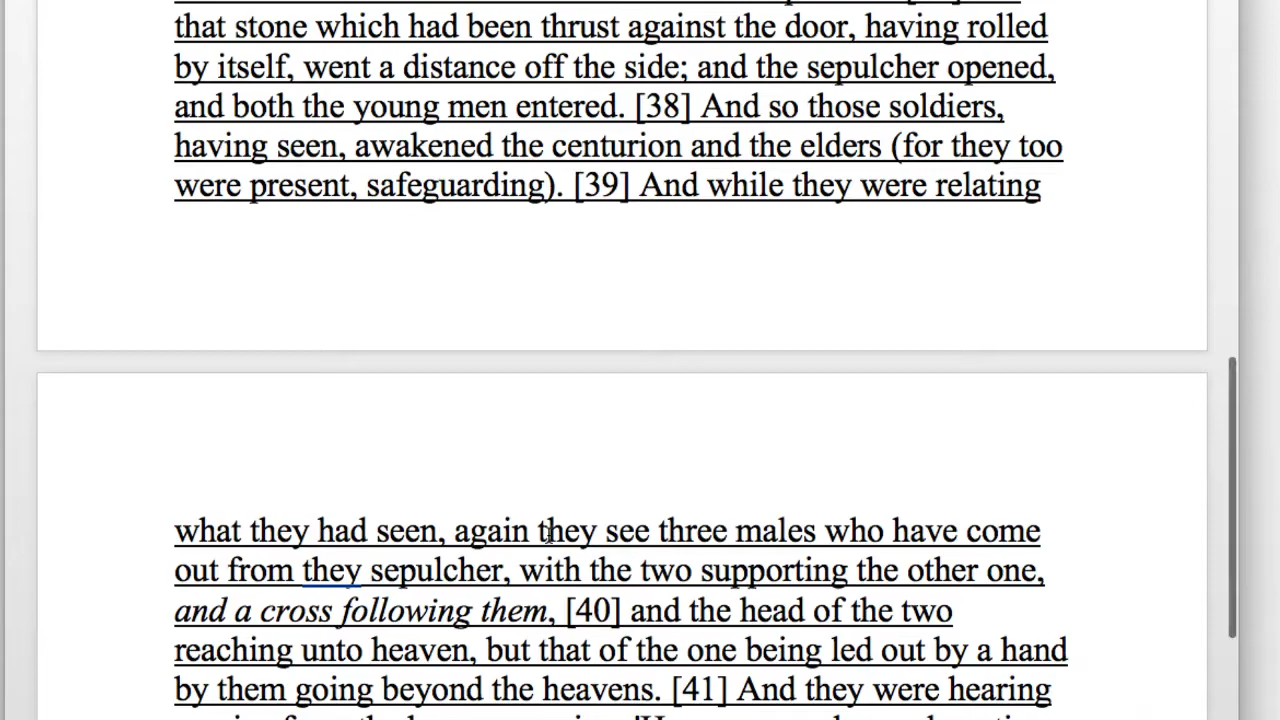 that stone which had been thrust against the door, having rolled
by itself, went a distance off the side; and the sepulcher opened,
and both the young men entered. [38] And so those soldiers,
having seen, awakened the centurion and the elders (for they too
were present, safeguarding). [39] And while they were relating
what they had seen, again they see three males who have come
out from they sepulcher, with the two supporting the other one,
and a cross following them, [40] and the head of the two
reaching unto heaven, but that of the one being led out by a hand
by them going beyond the heavens. [41] And they were hearing